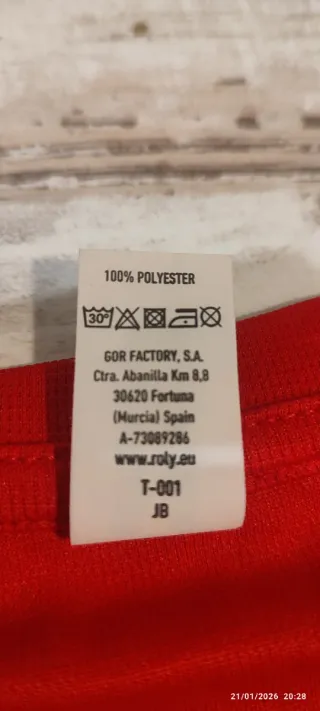 100% POLYESTER
30°
GOR FACTORY, S.A.
Ctra. Abanilla Km 8,8
30620 Fortuna
(Murcia) Spain
A-73089286
www.roly.eu
T-001
JB
21/01/2026 20:28